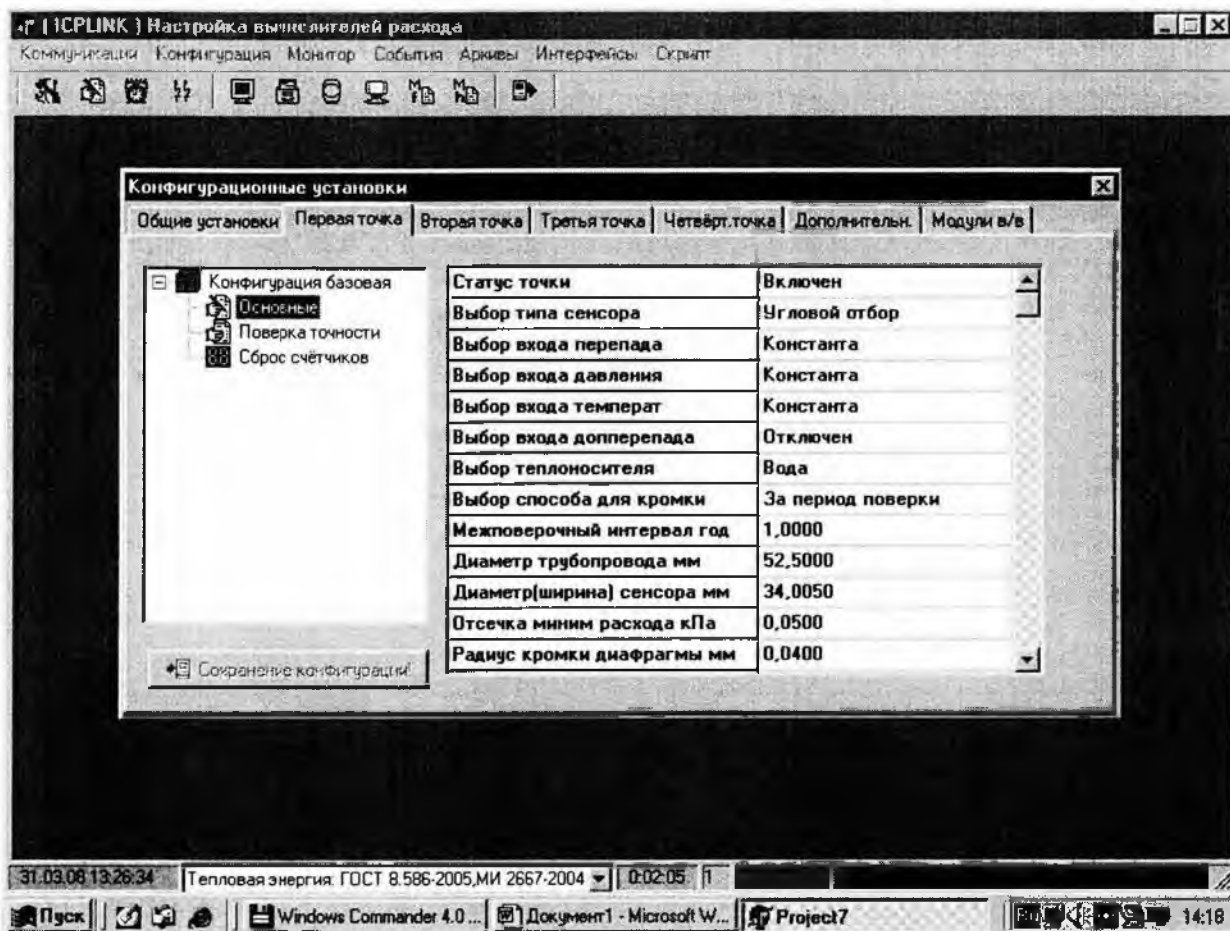 ( ICPLINK ) Настройка вычислителей расхода
Коммуникации Конфигурация Монитор События Архивы Интерфейсы Скрипт
Конфигурационные установки
Общие установки Первая точка Вторая точка Третья точка Четвёрт.точка Дополнительн. Модули в/в
Конфигурация базовая
Основные
Поверка точности
Сброс счётчиков
Статус точки Включен
Выбор типа сенсора Угловой отбор
Выбор входа перепада Константа
Выбор входа давления Константа
Выбор входа температ Константа
Выбор входа допперепада Отключен
Выбор теплоносителя Вода
Выбор способа для кромки За период поверки
Межповерочный интервал год 1,0000
Диаметр трубопровода мм 52,5000
Диаметр(ширина) сенсора мм 34,0050
Отсечка миним расхода кПа 0,0500
Радиус кромки диафрагмы мм 0,0400
Сохранение конфигурации
31.03.06 13:26:34 Тепловая энергия: ГОСТ 8.586-2005,МИ 2667-2004 0:02:05 1
Пуск Windows Commander 4.0 ... Документ1 - Microsoft W... Project7 14:18